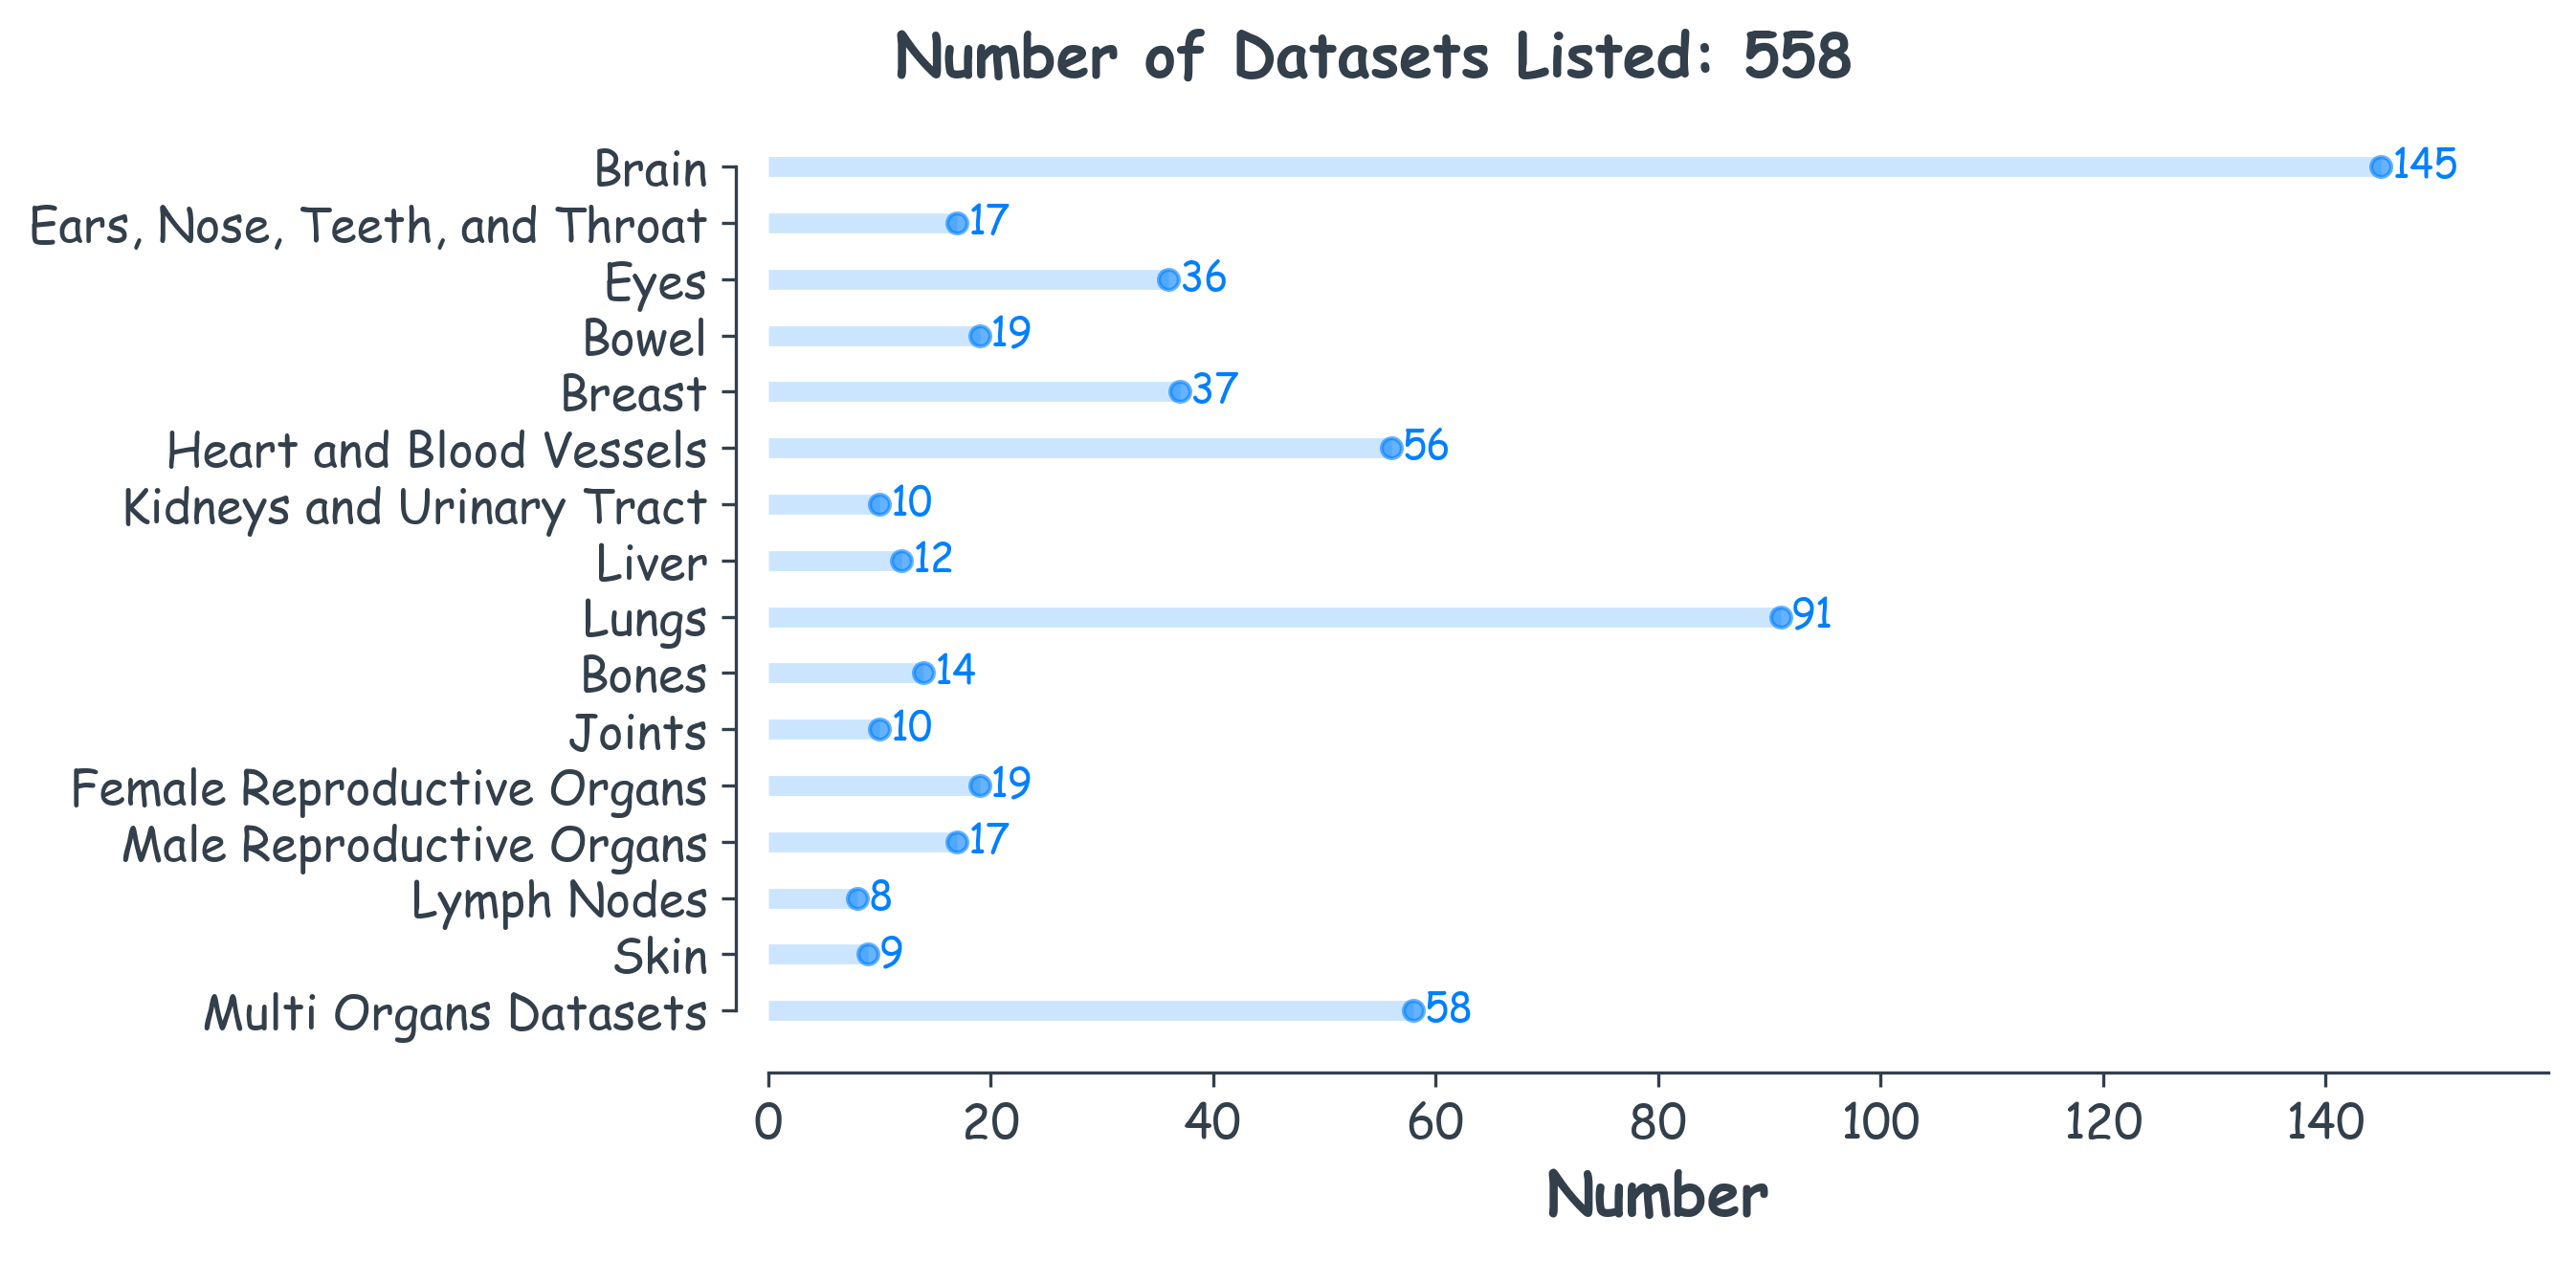 Number of Datasets Listed: 558
Brain 145
Ears, Nose, Teeth, and Throat 17
Eyes 36
Bowel 19
Breast 37
Heart and Blood Vessels 56
Kidneys and Urinary Tract 10
Liver 12
Lungs 91
Bones 14
Joints 10
Female Reproductive Organs 19
Male Reproductive Organs 17
Lymph Nodes 8
Skin 9
Multi Organs Datasets 58
0 20 40 60 80 100 120 140
Number